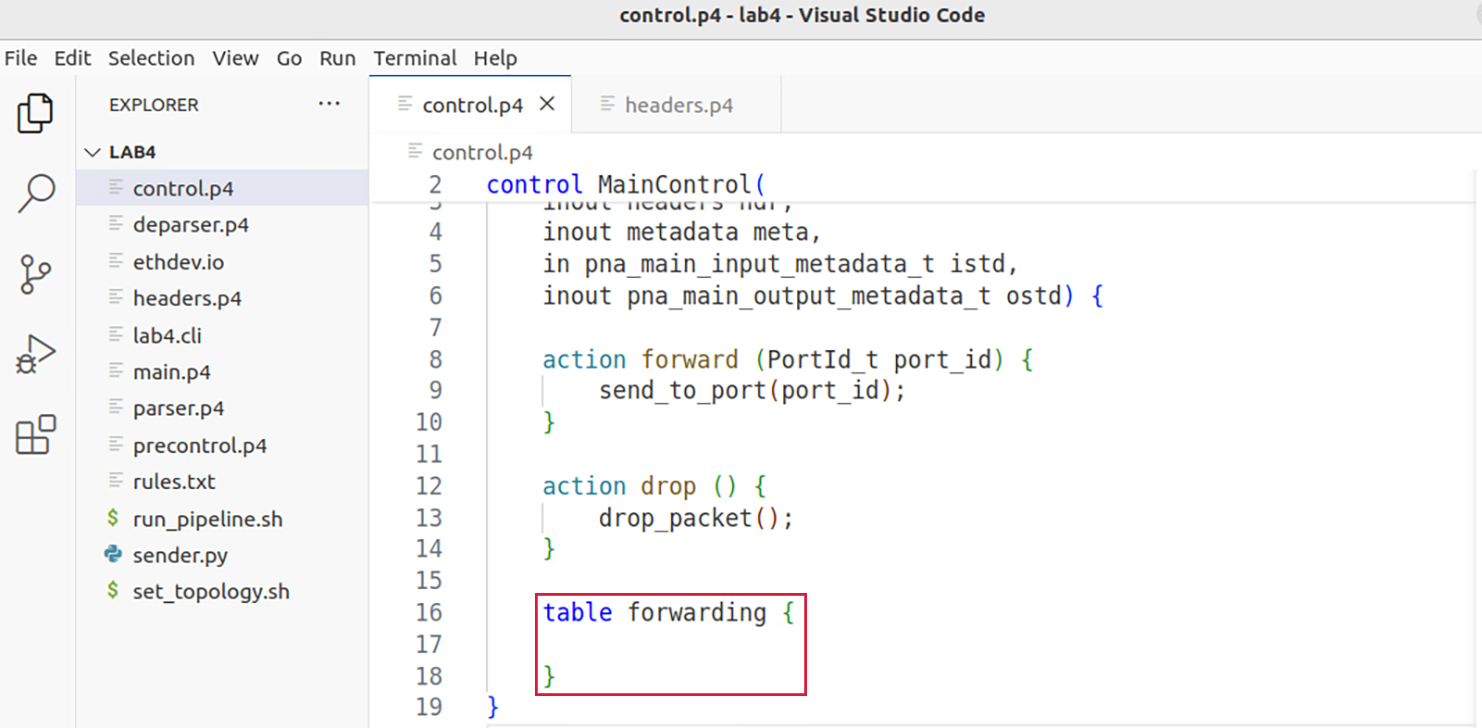 control.p4 - lab4 - Visual Studio Code
File Edit Selection View Go Run Terminal Help
EXPLORER ···
control.p4
headers.p4
LAB4
control.p4
deparser.p4
ethdev.io
headers.p4
lab4.cli
main.p4
parser.p4
precontrol.p4
rules.txt
$ run_pipeline.sh
sender.py
$ set_topology.sh
control.p4
2 control MainControl(
3 inout headers hdr,
4 inout metadata meta,
5 in pna_main_input_metadata_t istd,
6 inout pna_main_output_metadata_t ostd) {
7
8 action forward (PortId_t port_id) {
9 send_to_port(port_id);
10 }
11
12 action drop () {
13 drop_packet();
14 }
15
16 table forwarding {
17
18 }
19 }